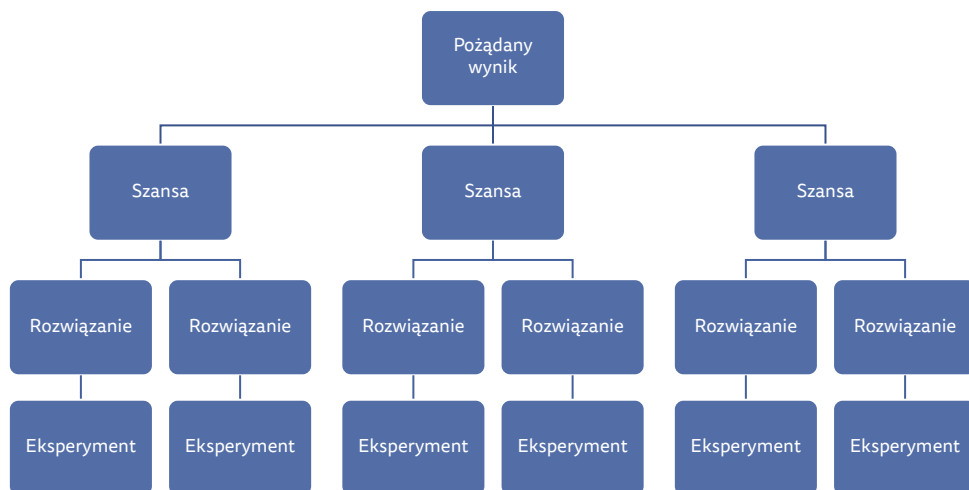 Pożądany
wynik
Szansa
Szansa
Szansa
Rozwiązanie
Rozwiązanie
Rozwiązanie
Rozwiązanie
Rozwiązanie
Rozwiązanie
Eksperyment
Eksperyment
Eksperyment
Eksperyment
Eksperyment
Eksperyment